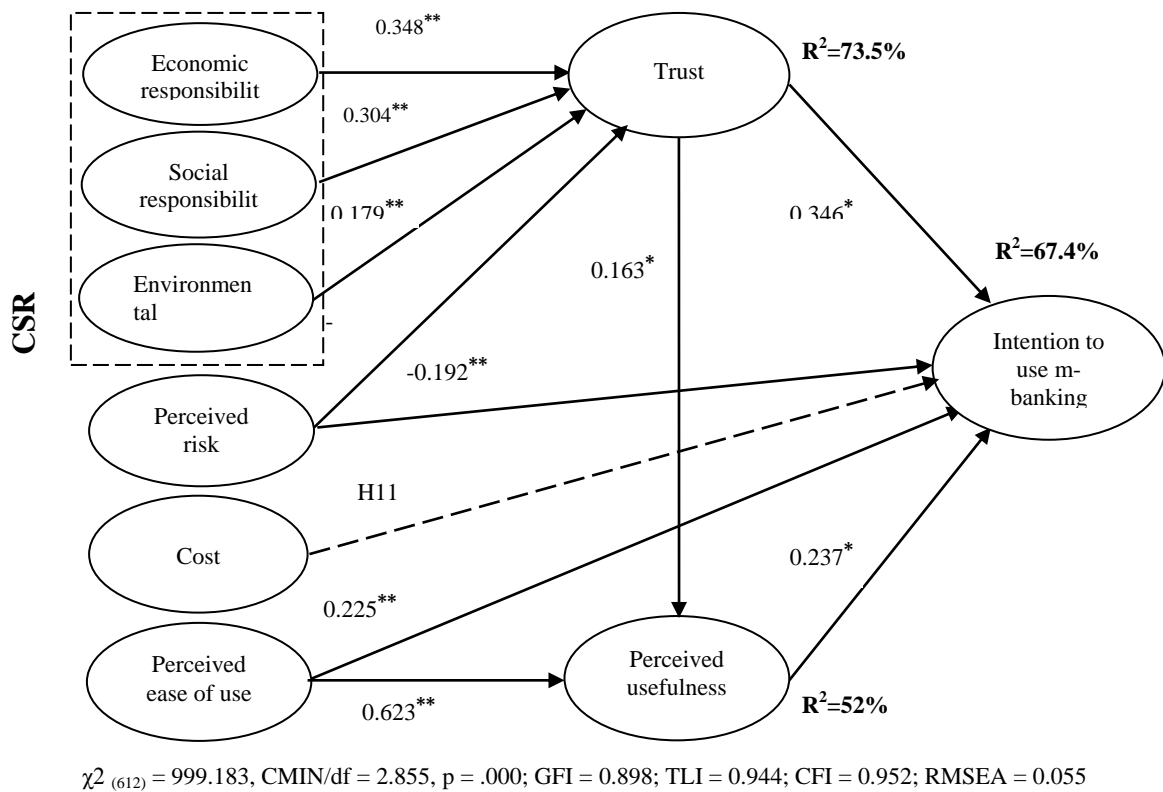 0.348**
R²=73.5%
Economic
responsibilit
Trust
0.304**
Social
responsibilit
0.179**
0.346*
R²=67.4%
0.163*
Environmen
tal
-
CSR
Intention to
use m-
banking
-0.192**
Perceived
risk
H11
Cost
0.237*
0.225**
Perceived
ease of use
Perceived
usefulness
0.623**
R²=52%
χ2 (612) = 999.183, CMIN/df = 2.855, p = .000; GFI = 0.898; TLI = 0.944; CFI = 0.952; RMSEA = 0.055